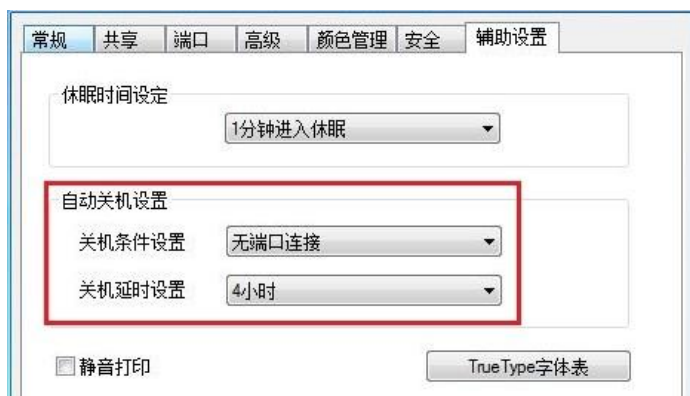 常规 共享 端口 高级 颜色管理 安全 辅助设置
休眠时间设定
1分钟进入休眠
自动关机设置
关机条件设置 无端口连接
关机延时设置 4小时
静音打印 TrueType字体表